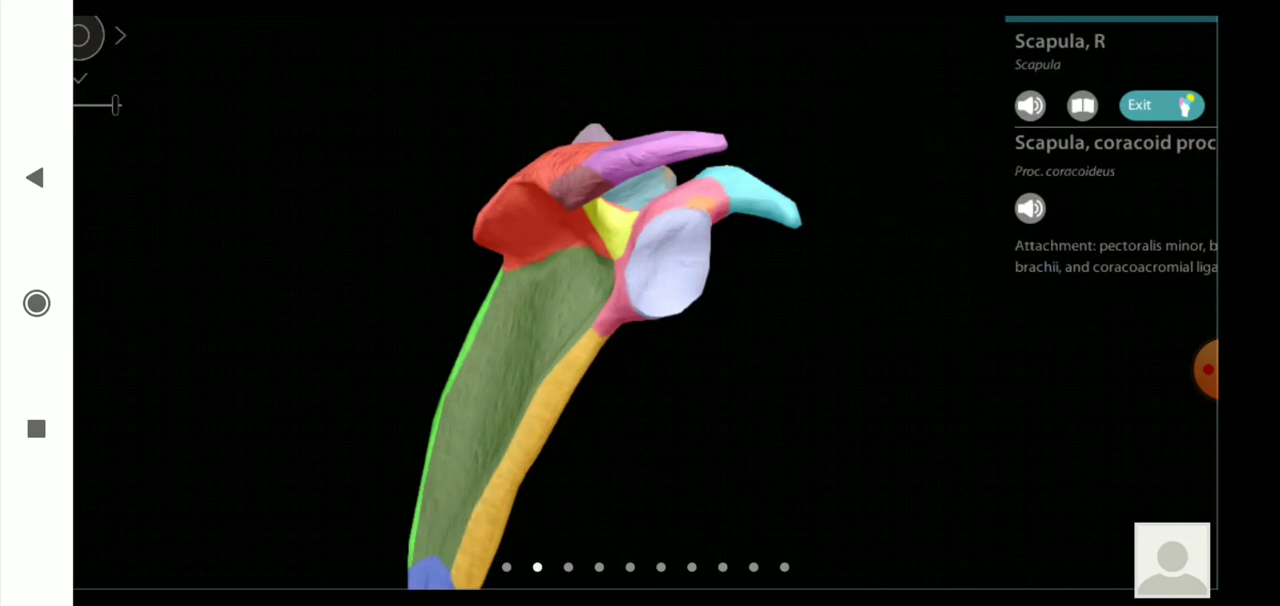 Scapula, R
Scapula
Exit
Scapula, coracoid proc
Proc. coracoideus
Attachment: pectoralis minor, b
brachii, and coracoacromial liga